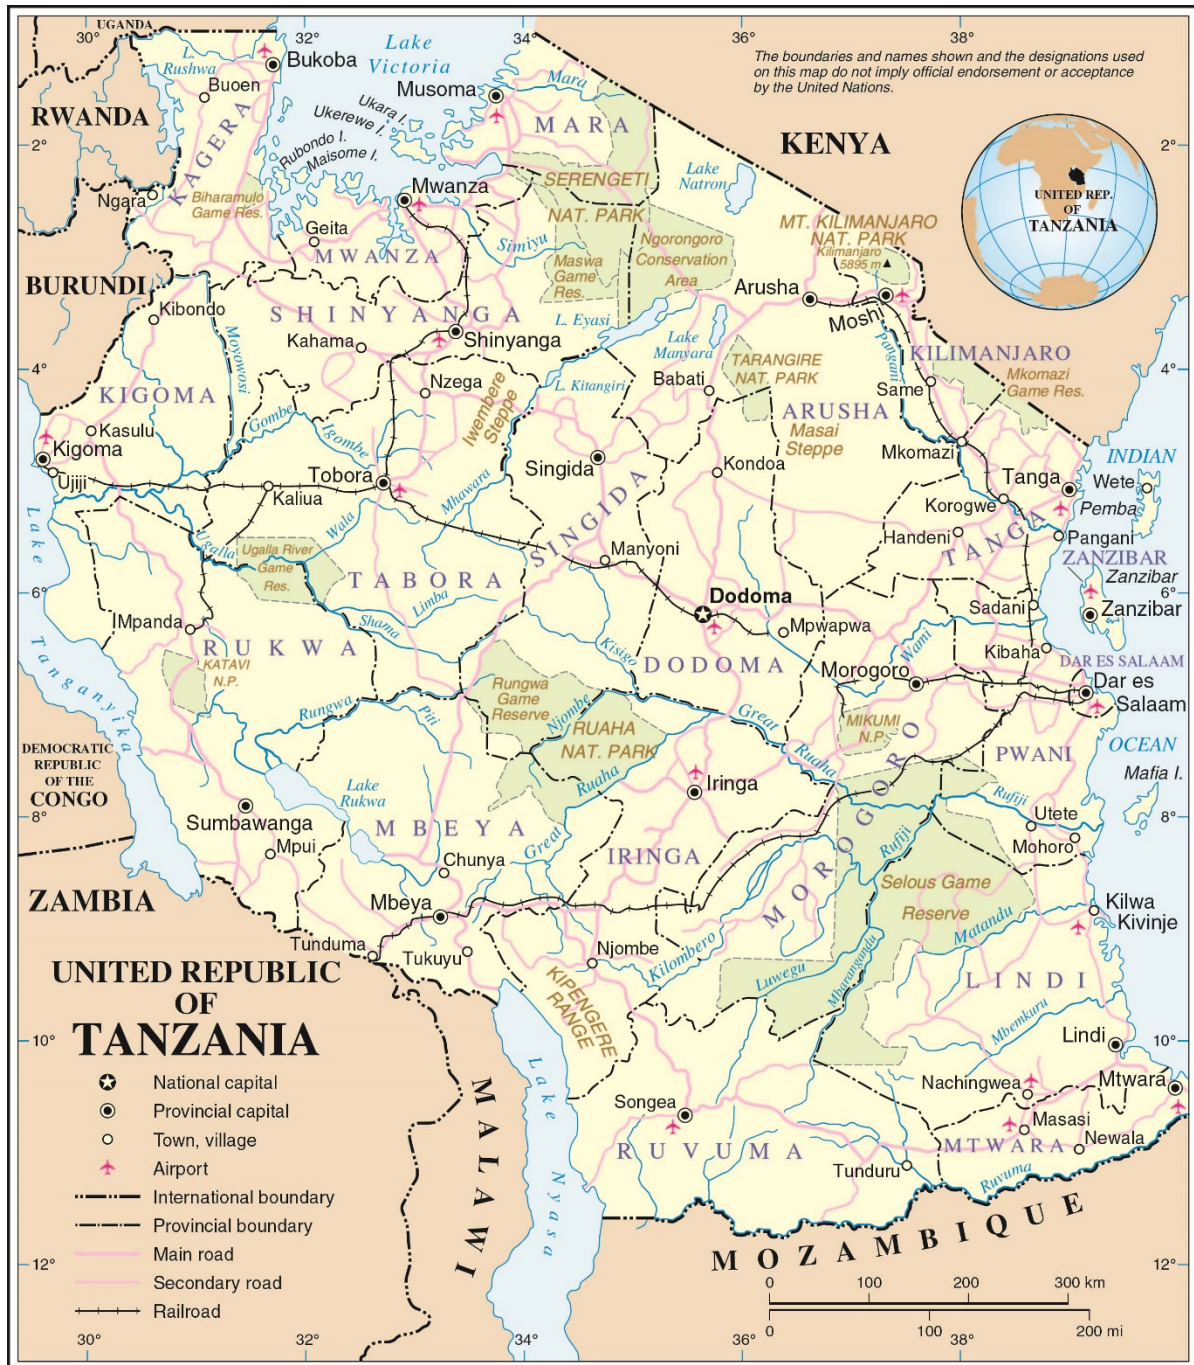 30°
32°
34°
36°
38°
UGANDA
The boundaries and names shown and the designations used
on this map do not imply official endorsement or acceptance
by the United Nations.
L.
Rushwa
Bukoba
Lake
Victoria
Buoen
Musoma
Mara
RWANDA
Ukara I.
Ukerewe I.
Rubondo I.
Maisome I.
MARA
KENYA
2°
2°
KAGERA
SERENGETI
NAT. PARK
Lake
Natron
Ngara
Biharamulo
Game Res.
Mwanza
UNITED REP.
OF
TANZANIA
Geita
MWANZA
Simiyu
Maswa
Game
Res.
Ngorongoro
Conservation
Area
MT. KILIMANJARO
NAT. PARK
Kilimanjaro
5895 m
BURUNDI
Arusha
Moshi
Kibondo
SHINYANGA
Moyowosi
Kahama
Shinyanga
L. Eyasi
Lake
Manyara
Pangani
KILIMANJARO
Mkomazi
Game Res.
4°
4°
KIGOMA
Nzega
Iwembere
Steppe
L. Kitangiri
Babati
TARANGIRE
NAT. PARK
Same
ARUSHA
Masai
Steppe
Gombe
Igombe
Kasulu
Kigoma
Ujiji
Tobora
Kaliua
Mhawara
Wala
Singida
Kondoa
Mkomazi
Tanga
INDIAN
Wete
Pemba
Korogwe
Handeni
Pangani
TANGA
Lake
Tanganyika
Ugalla
Ugalla River
Game
Res.
SINGIDA
Manyoni
ZANZIBAR
Zanzibar
Zanzibar
TABORA
Limba
Shama
Dodoma
Sadani
6°
6°
Mpanda
RUKWA
KATAVI
N.P.
Kisigo
Mpwapwa
DODOMA
Wami
Kibaha
Morogoro
DAR ES SALAAM
Dar es
Salaam
Rungwa
Piti
Rungwa
Game
Reserve
Njombe
RUAHA
NAT. PARK
Ruaha
Great
Ruaha
MIKUMI
N.P.
PWANI
OCEAN
Mafia I.
DEMOCRATIC
REPUBLIC
OF THE
CONGO
Lake
Rukwa
Iringa
MOROGORO
Rufiji
Utete
Mohoro
8°
8°
Sumbawanga
Mpui
MBEYA
Chunya
Great
IRINGA
Rufiji
Selous Game
Reserve
ZAMBIA
Mbeya
Kilwa
Kivinje
Matandu
Tunduma
Tukuyu
Njombe
Kilombero
Luwegu
Mbarangandu
LINDI
KIPENGERE
RANGE
Mbemkuru
UNITED REPUBLIC
OF
TANZANIA
10°
10°
Lindi
National capital
Provincial capital
Town, village
Airport
International boundary
Provincial boundary
Main road
Secondary road
Railroad
MALAWI
Lake
Nyasa
Songea
RUVUMA
Nachingwea
Mtwara
Masasi
MTWARA
Newala
Tunduru
Ruvuma
MOZAMBIQUE
12°
12°
0
100
200
300 km
0
100
200 mi
30°
32°
34°
36°
38°